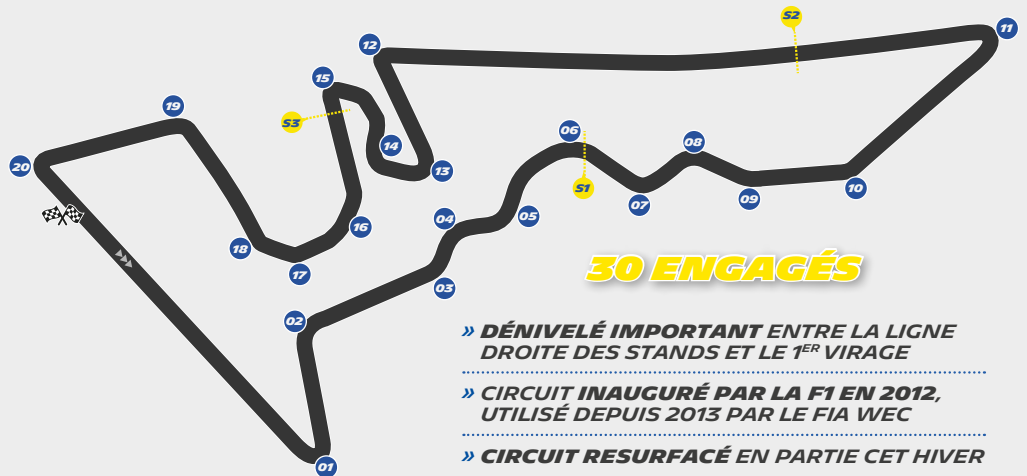 S2
11
12
15
19
S3
06
08
14
20
13
S1
10
09
07
04
05
16
18
17
03
30 ENGAGÉS
02
» DÉNIVELÉ IMPORTANT ENTRE LA LIGNE
DROITE DES STANDS ET LE 1ER VIRAGE
» CIRCUIT INAUGURÉ PAR LA F1 EN 2012,
UTILISÉ DEPUIS 2013 PAR LE FIA WEC
» CIRCUIT RESURFACÉ EN PARTIE CET HIVER
01